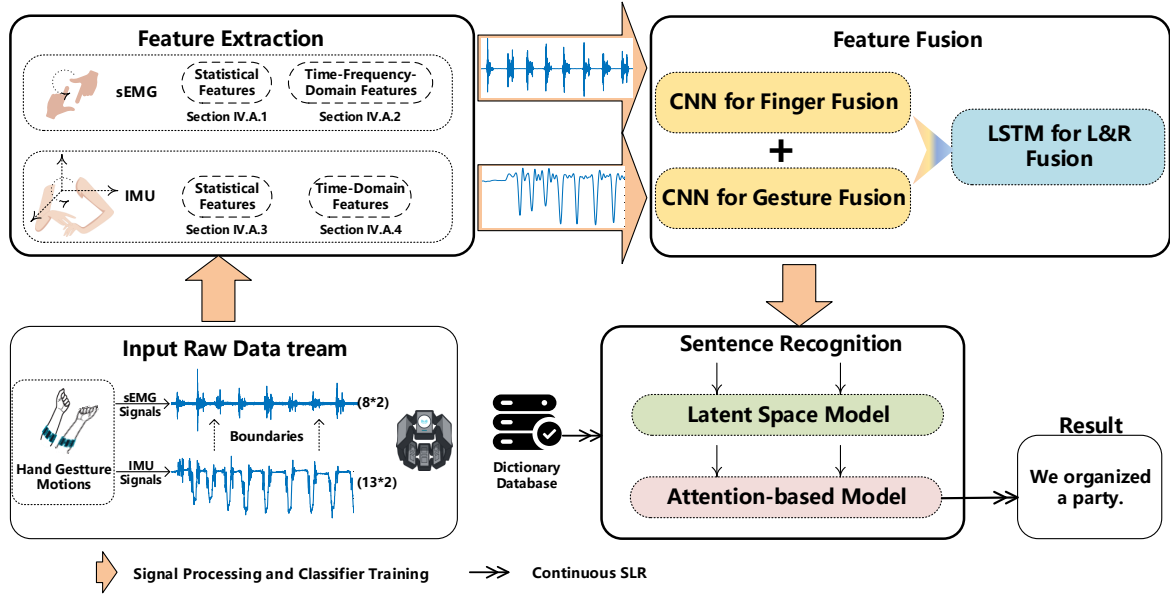 Feature Extraction
sEMG
Statistical
Features
Section IV.A.1
Time-Frequency-
Domain Features
Section IV.A.2
IMU
Statistical
Features
Section IV.A.3
Time-Domain
Features
Section IV.A.4
Feature Fusion
CNN for Finger Fusion
+
CNN for Gesture Fusion
LSTM for L&R
Fusion
Input Raw Data tream
Hand Gestture
Motions
sEMG
Signals
(8*2)
Boundaries
IMU
Signals
(13*2)
Dictionary
Database
Sentence Recognition
Latent Space Model
Attention-based Model
Result
We organized
a party.
Signal Processing and Classifier Training
Continuous SLR